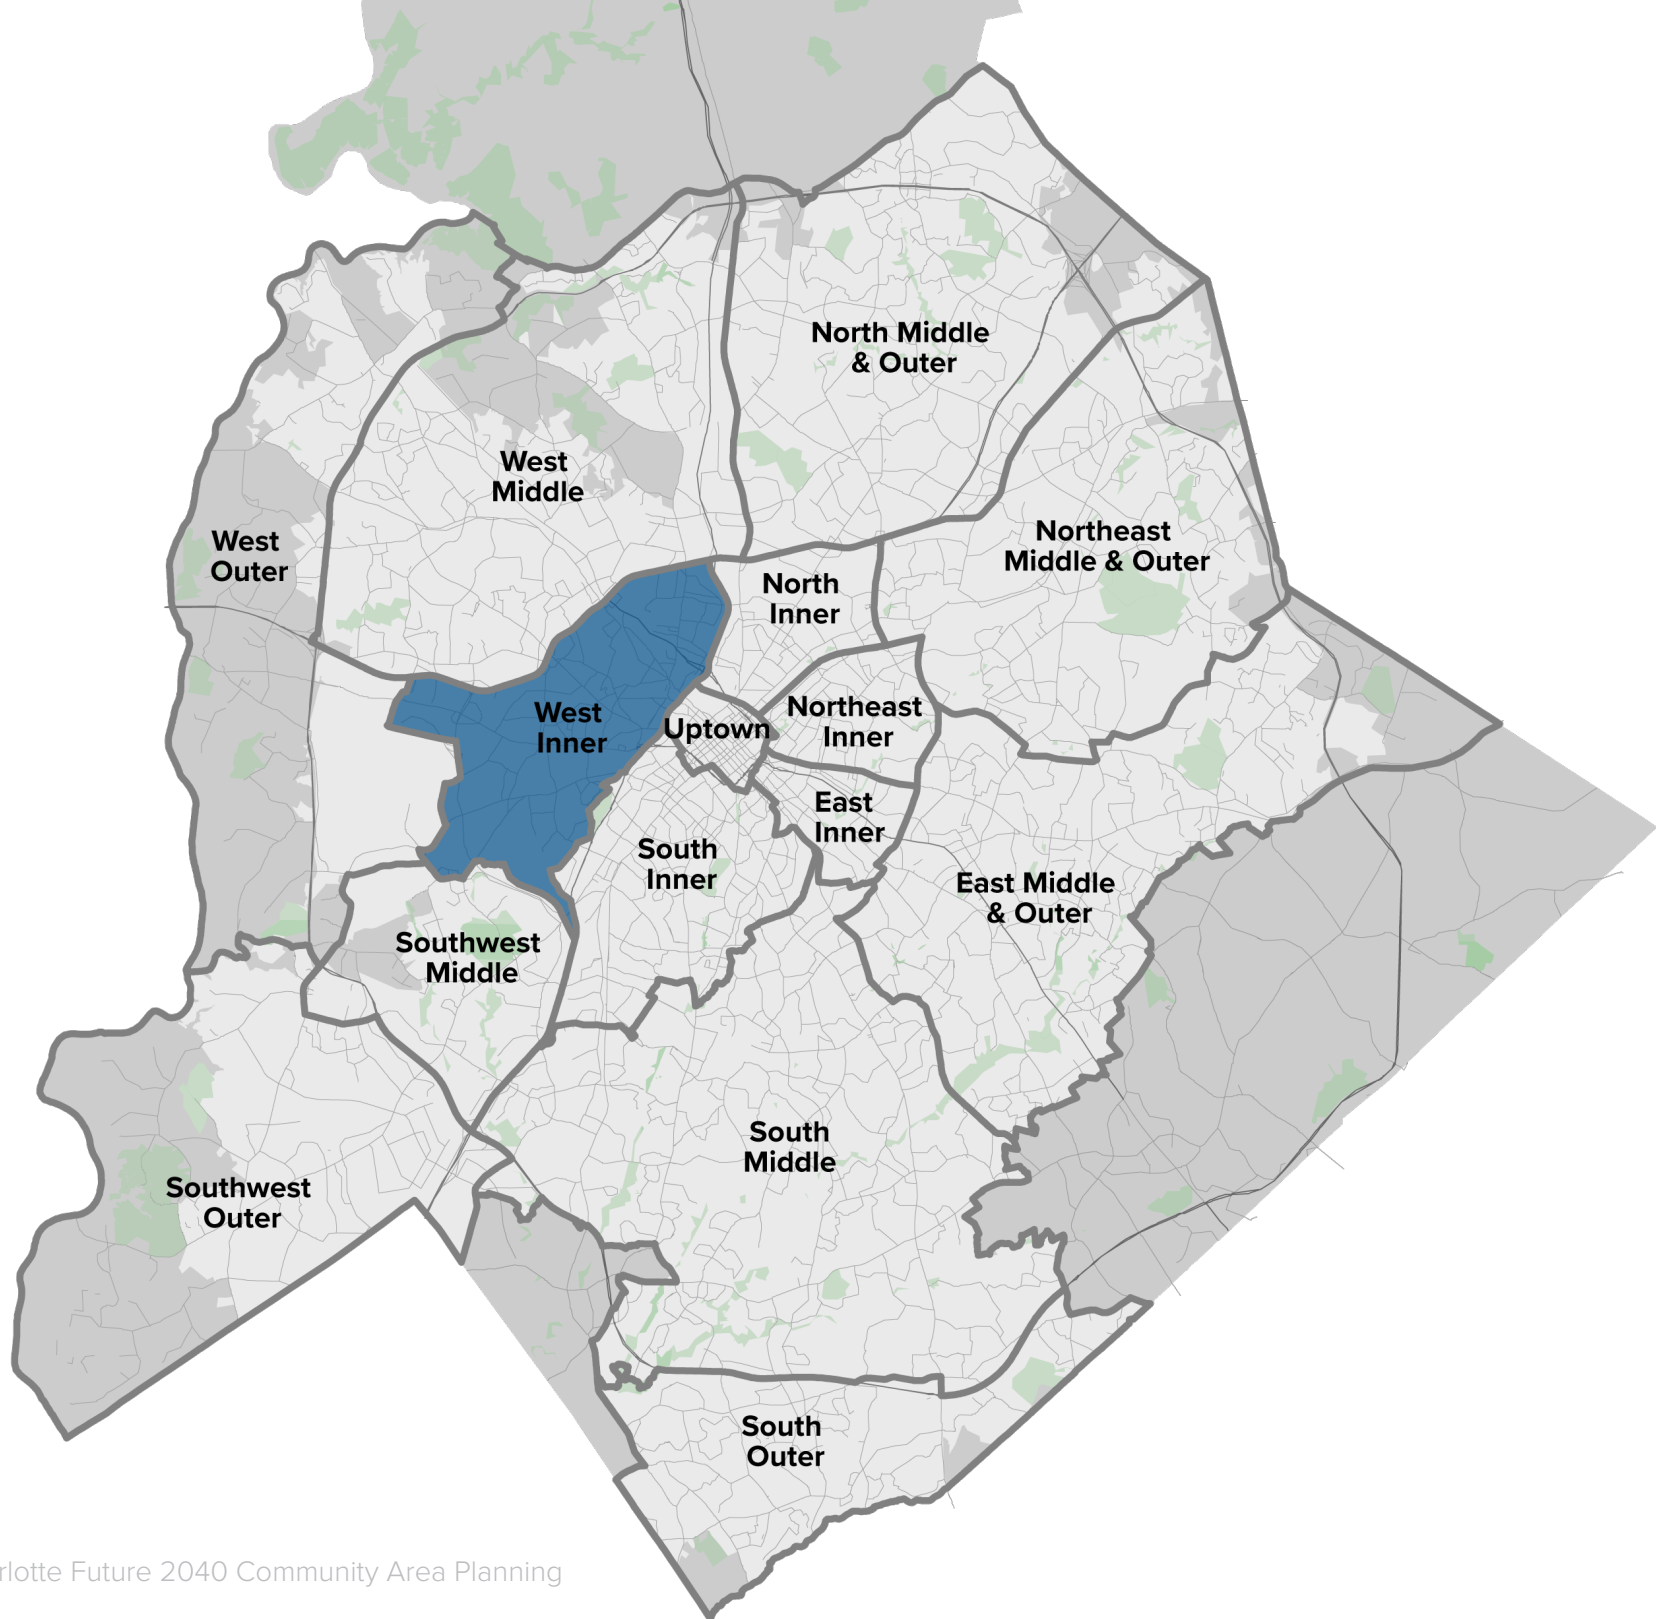 North Middle
& Outer
West
Middle
Northeast
Middle & Outer
West
Outer
North
Inner
West
Inner
Uptown
Northeast
Inner
East
Inner
South
Inner
East Middle
& Outer
Southwest
Middle
South
Middle
Southwest
Outer
South
Outer
rlotte Future 2040 Community Area Planning